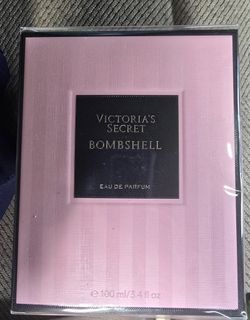 VICTORIA'S
SECRET
BOMBSHELL
EAU DE PARFUM
℮ 100 ml/3.4 fl oz